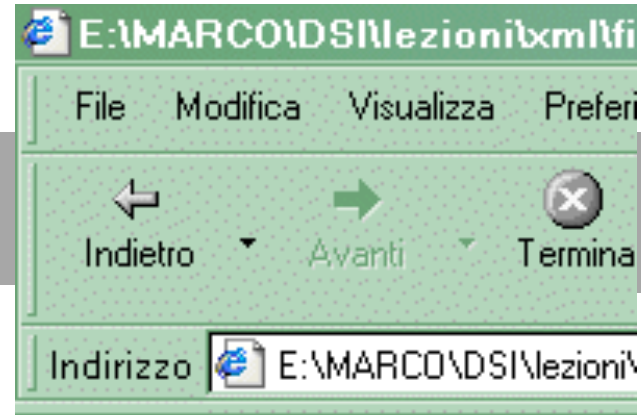 E:\MARCO\DSI\lezioni\xml\fi
File Modifica Visualizza Preferi
Indietro Avanti Termina
Indirizzo E:\MARCO\DSI\lezioni\